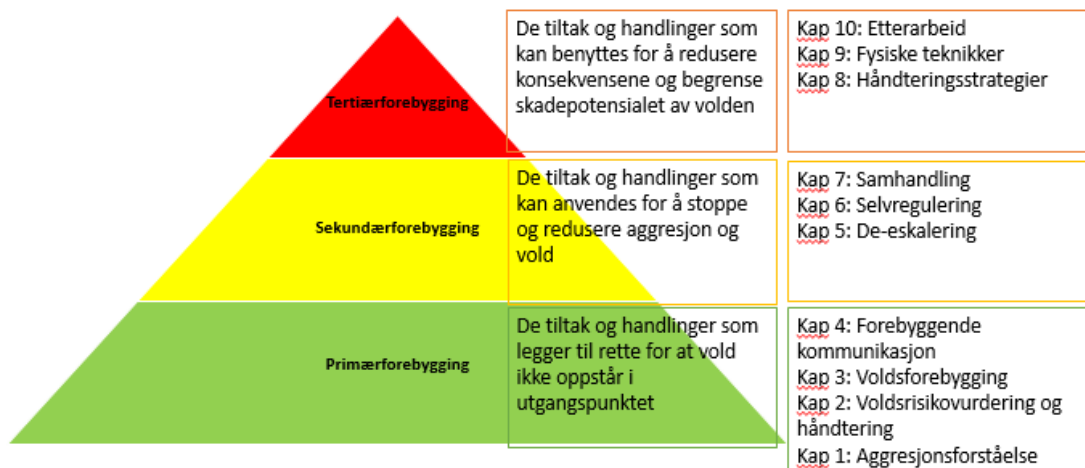 Tertiærforebygging
De tiltak og handlinger som
kan benyttes for å redusere
konsekvensene og begrense
skadepotensialet av volden
Kap 10: Etterarbeid
Kap 9: Fysiske teknikker
Kap 8: Håndteringsstrategier
Sekundærforebygging
De tiltak og handlinger som
kan anvendes for å stoppe
og redusere aggresjon og
vold
Kap 7: Samhandling
Kap 6: Selvregulering
Kap 5: De-eskalering
Primærforebygging
De tiltak og handlinger som
legger til rette for at vold
ikke oppstår i
utgangspunktet
Kap 4: Forebyggende
kommunikasjon
Kap 3: Voldsforebygging
Kap 2: Voldsrisikovurdering og
håndtering
Kap 1: Aggresjonsforståelse